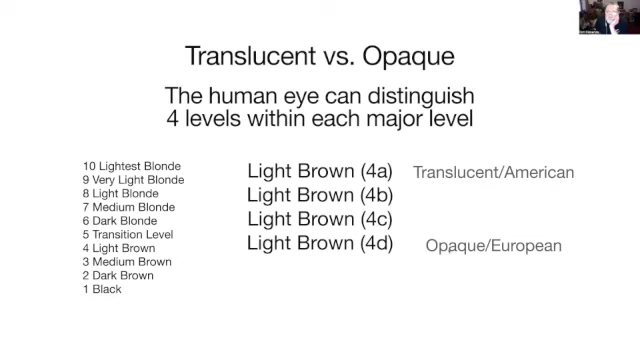 Translucent vs. Opaque
The human eye can distinguish
4 levels within each major level
10 Lightest Blonde
9 Very Light Blonde
8 Light Blonde
7 Medium Blonde
6 Dark Blonde
5 Transition Level
4 Light Brown
3 Medium Brown
2 Dark Brown
1 Black
Light Brown (4a)
Light Brown (4b)
Light Brown (4c)
Light Brown (4d)
Translucent/American
Opaque/European